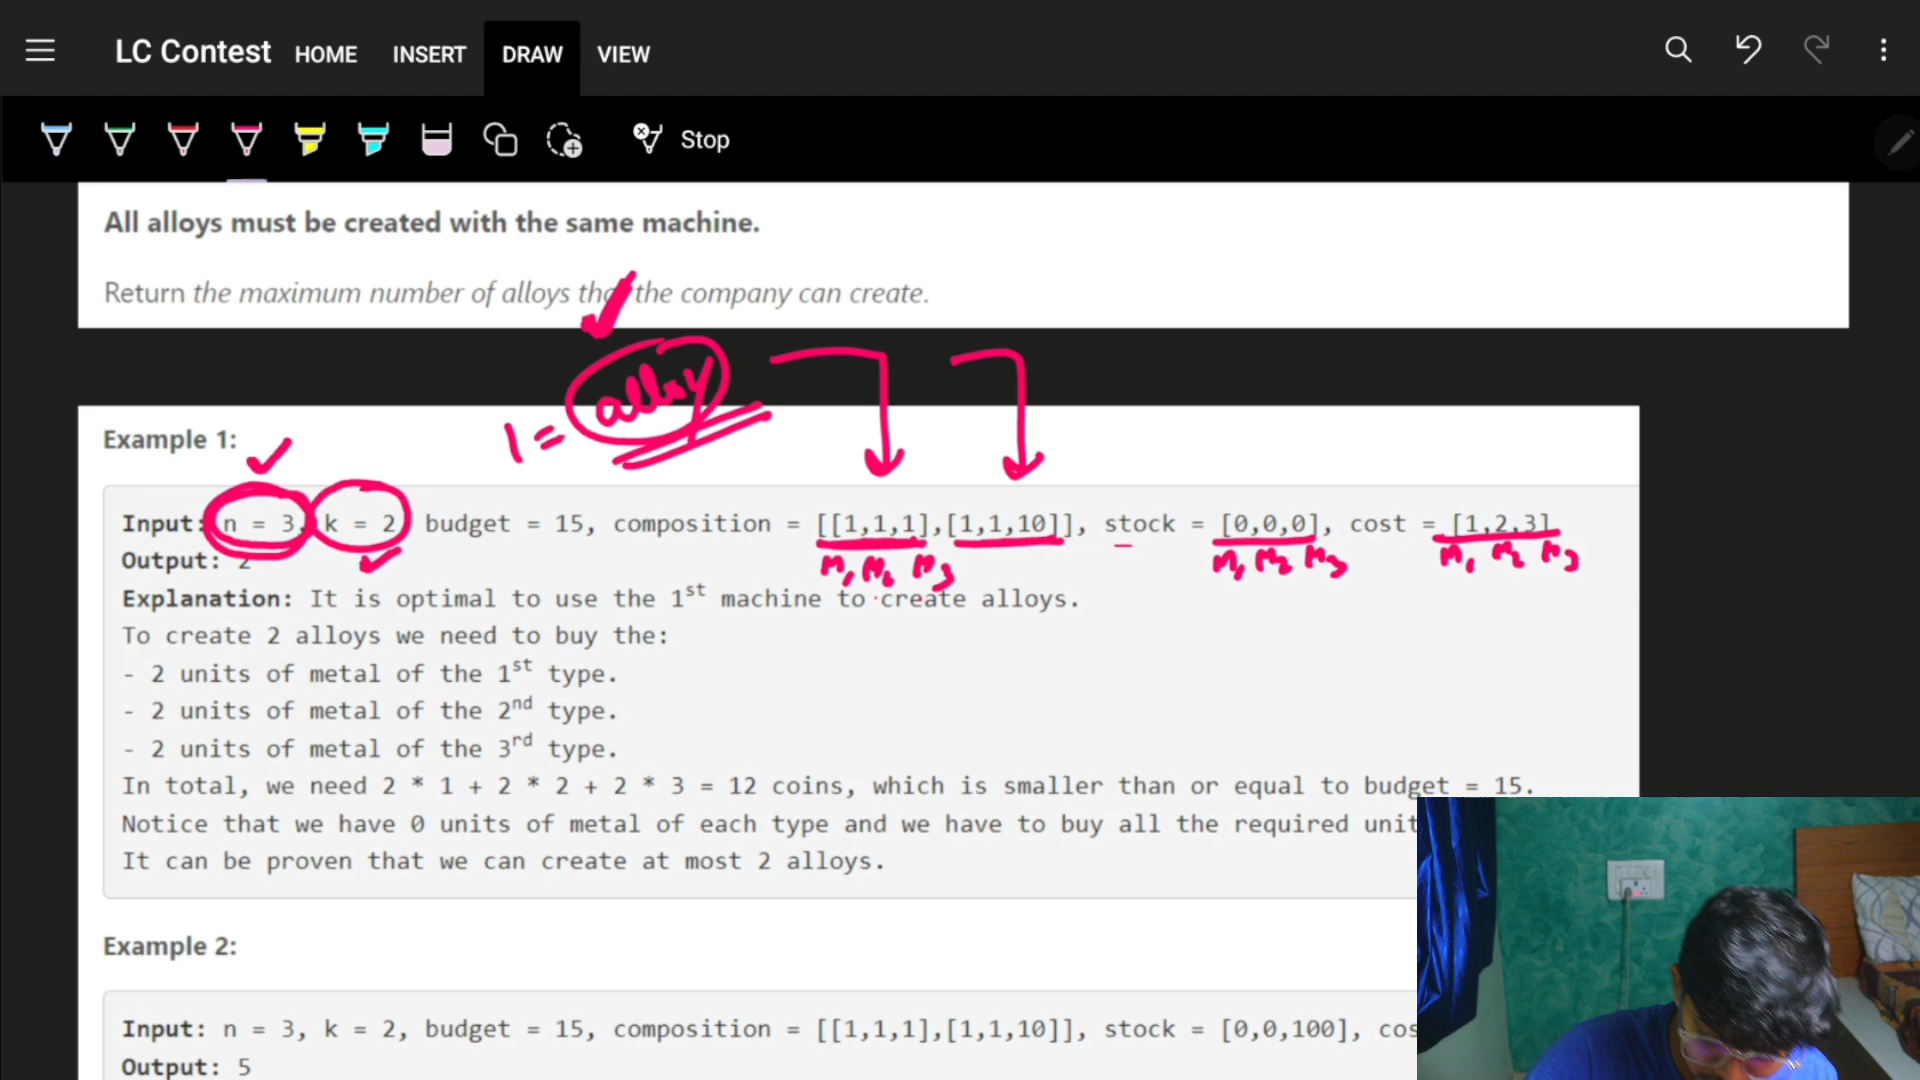 LC Contest HOME INSERT DRAW VIEW
Stop
All alloys must be created with the same machine.
Return the maximum number of alloys that the company can create.
1 = alloy
Example 1:
Input: n = 3, k = 2, budget = 15, composition = [[1,1,1],[1,1,10]], stock = [0,0,0], cost = [1,2,3]
M1 M2 M3 M1 M2 M3 M1 M2 M3
Output: 2
Explanation: It is optimal to use the 1st machine to create alloys.
To create 2 alloys we need to buy the:
- 2 units of metal of the 1st type.
- 2 units of metal of the 2nd type.
- 2 units of metal of the 3rd type.
In total, we need 2 * 1 + 2 * 2 + 2 * 3 = 12 coins, which is smaller than or equal to budget = 15.
Notice that we have 0 units of metal of each type and we have to buy all the required unit
It can be proven that we can create at most 2 alloys.
Example 2:
Input: n = 3, k = 2, budget = 15, composition = [[1,1,1],[1,1,10]], stock = [0,0,100], cos
Output: 5